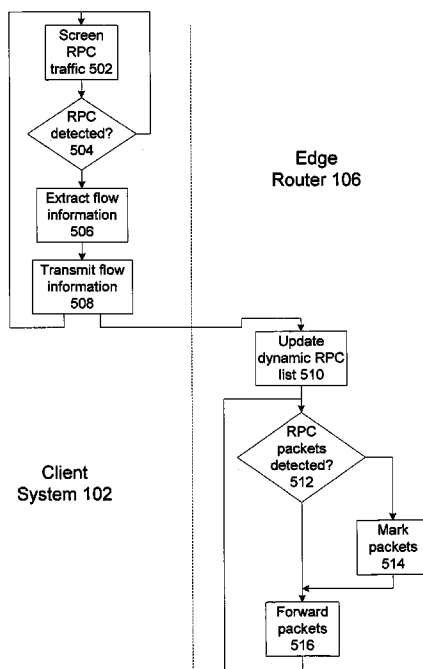 Screen
RPC
traffic 502
RPC
detected?
504
Extract flow
information
506
Transmit flow
information
508
Edge
Router 106
Update
dynamic RPC
list 510
RPC
packets
detected?
512
Mark
packets
514
Forward
packets
516
Client
System 102